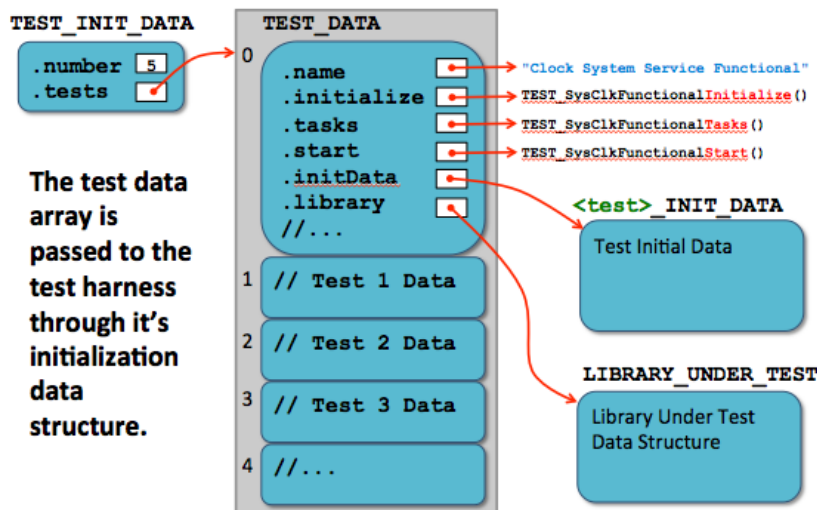 TEST_INIT_DATA
.number 5
.tests
The test data
array is
passed to the
test harness
through it's
initialization
data
structure.
TEST_DATA
0
.name
.initialize
.tasks
.start
.initData
.library
//...
1 // Test 1 Data
2 // Test 2 Data
3 // Test 3 Data
4 //...
"Clock System Service Functional"
TEST_SysClkFunctionalInitialize()
TEST_SysClkFunctionalTasks()
TEST_SysClkFunctionalStart()
<test>_INIT_DATA
Test Initial Data
LIBRARY_UNDER_TEST
Library Under Test
Data Structure